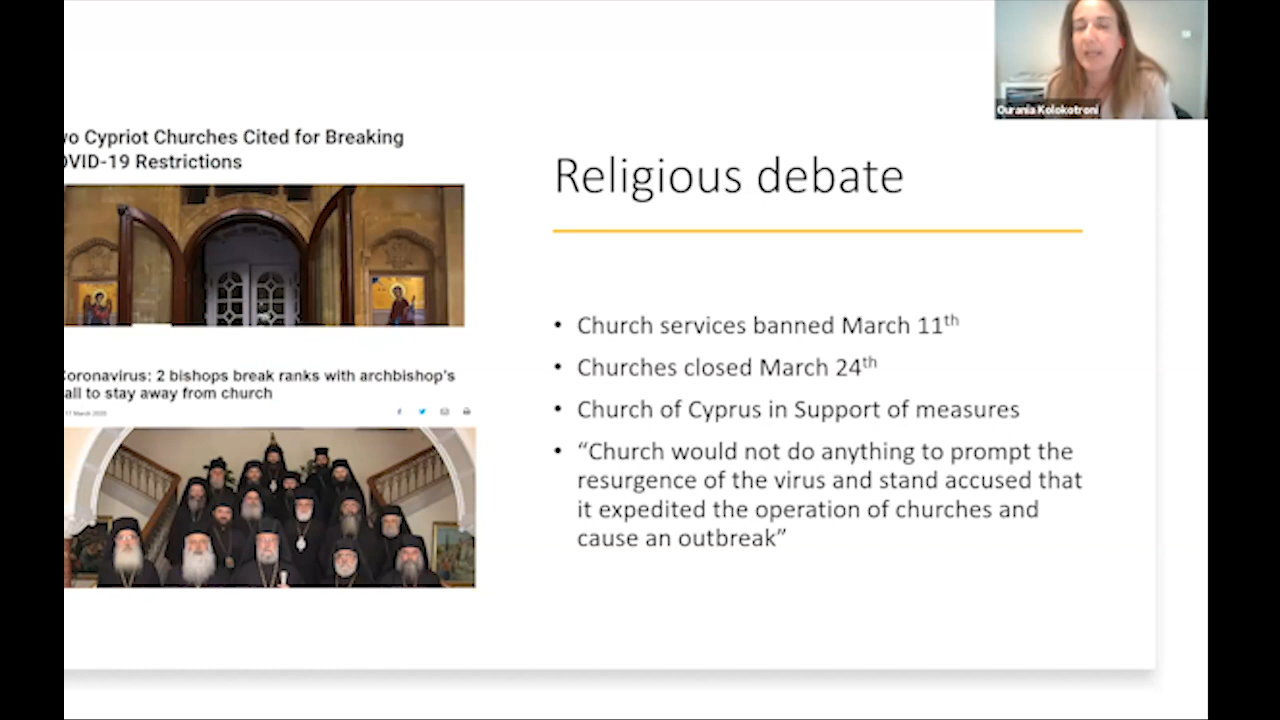 Ourania Kolokotroni
wo Cypriot Churches Cited for Breaking
OVID-19 Restrictions
Coronavirus: 2 bishops break ranks with archbishop's
all to stay away from church
17 March 2020
Religious debate
• Church services banned March 11th
• Churches closed March 24th
• Church of Cyprus in Support of measures
• “Church would not do anything to prompt the
resurgence of the virus and stand accused that
it expedited the operation of churches and
cause an outbreak”